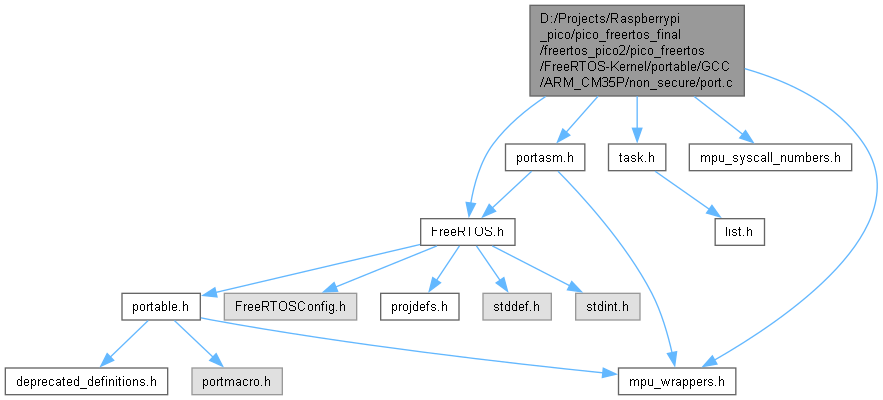 D:/Projects/Raspberrypi
_pico/pico_freertos_final
/freertos_pico2/pico_freertos
/FreeRTOS-Kernel/portable/GCC
/ARM_CM35P/non_secure/port.c
portasm.h
task.h
mpu_syscall_numbers.h
FreeRTOS.h
list.h
portable.h
FreeRTOSConfig.h
projdefs.h
stddef.h
stdint.h
deprecated_definitions.h
portmacro.h
mpu_wrappers.h